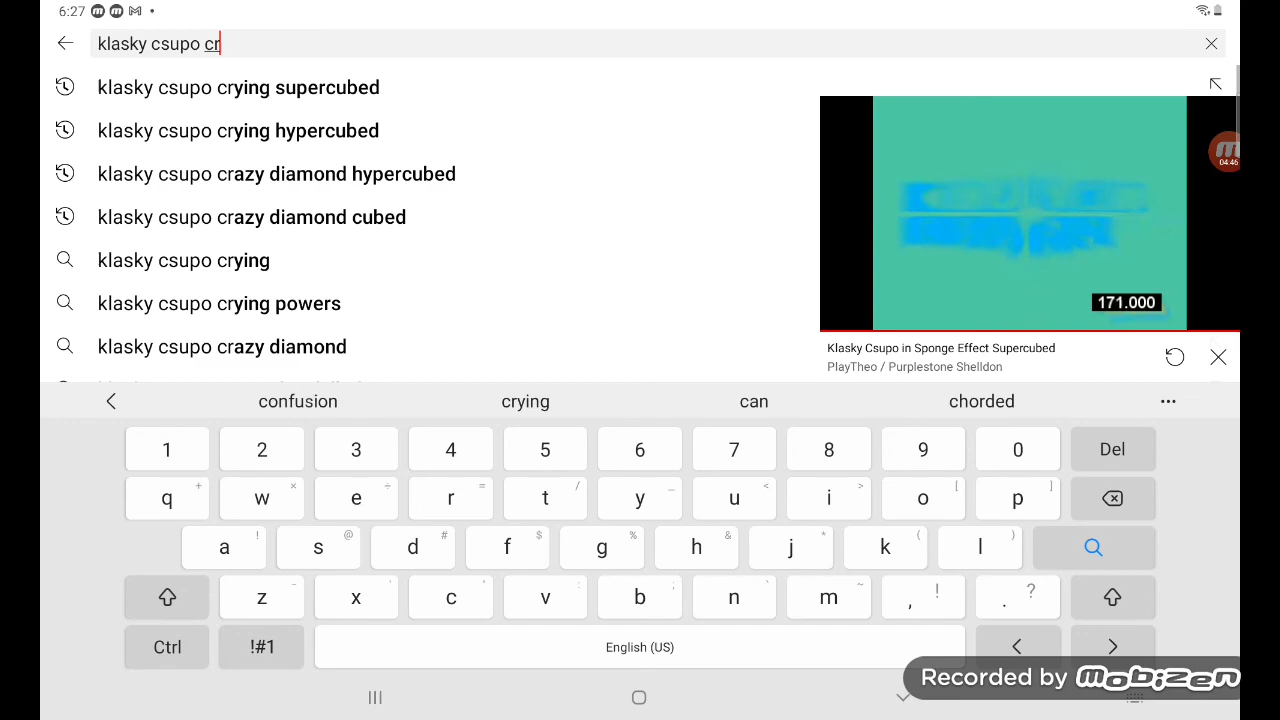 6:27
klasky csupo cr
klasky csupo crying supercubed
klasky csupo crying hypercubed
klasky csupo crazy diamond hypercubed
klasky csupo crazy diamond cubed
klasky csupo crying
klasky csupo crying powers
klasky csupo crazy diamond
04:46
171.000
Klasky Csupo in Sponge Effect Supercubed
PlayTheo / Purplestone Shelldon
confusion crying can chorded
1 2 3 4 5 6 7 8 9 0 Del
q + w × e ÷ r = t / y _ u < i > o [ p ]
a ! s @ d # f $ g % h & j * k ( l )
z - x ' c " v : b ; n ` m ~ , ! . ?
Ctrl !#1 English (US) < >
Recorded by mobizen